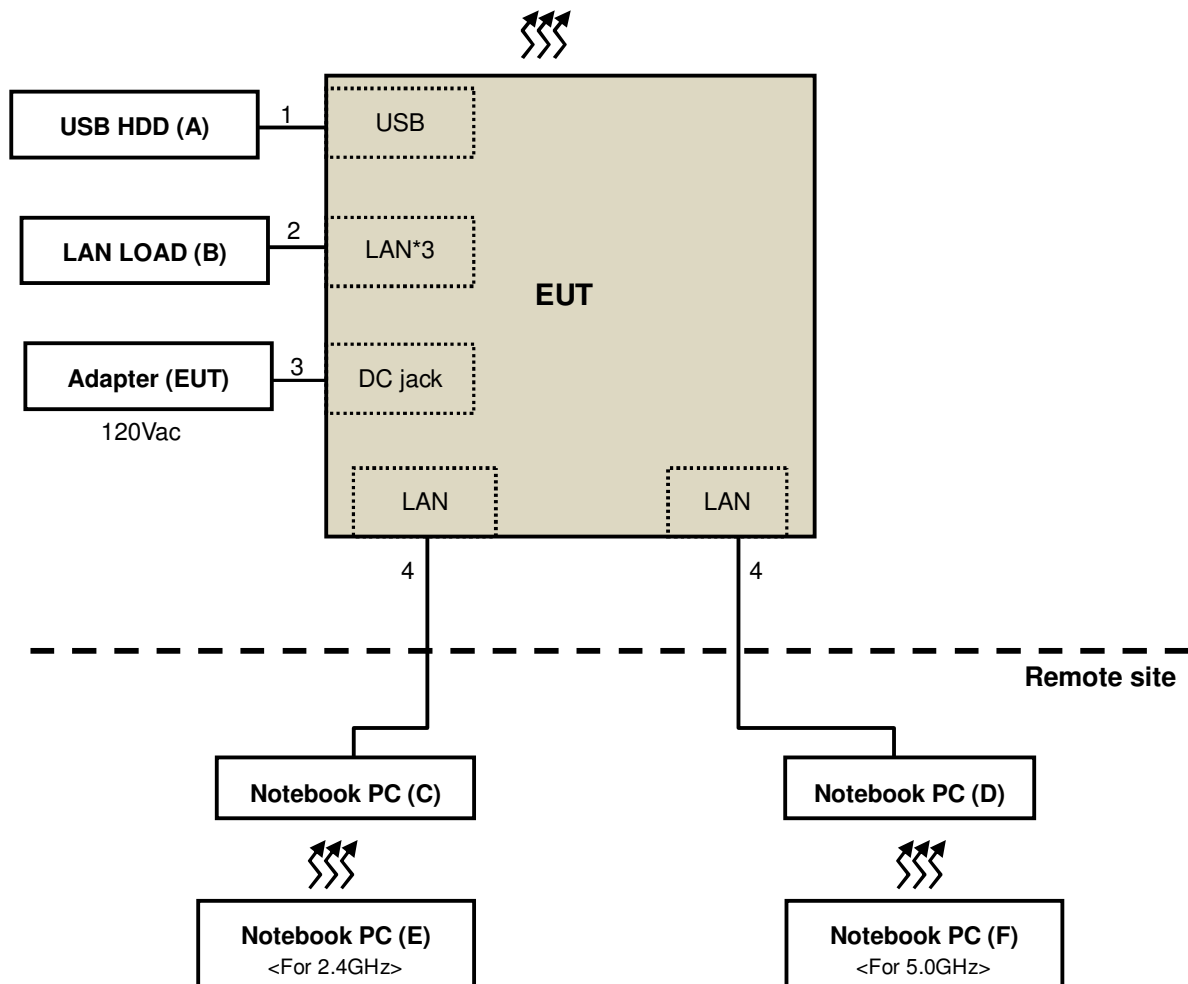 USB HDD (A)
1
USB
LAN LOAD (B)
2
LAN*3
EUT
Adapter (EUT)
3
DC jack
120Vac
LAN
LAN
4
4
Remote site
Notebook PC (C)
Notebook PC (D)
Notebook PC (E)
<For 2.4GHz>
Notebook PC (F)
<For 5.0GHz>